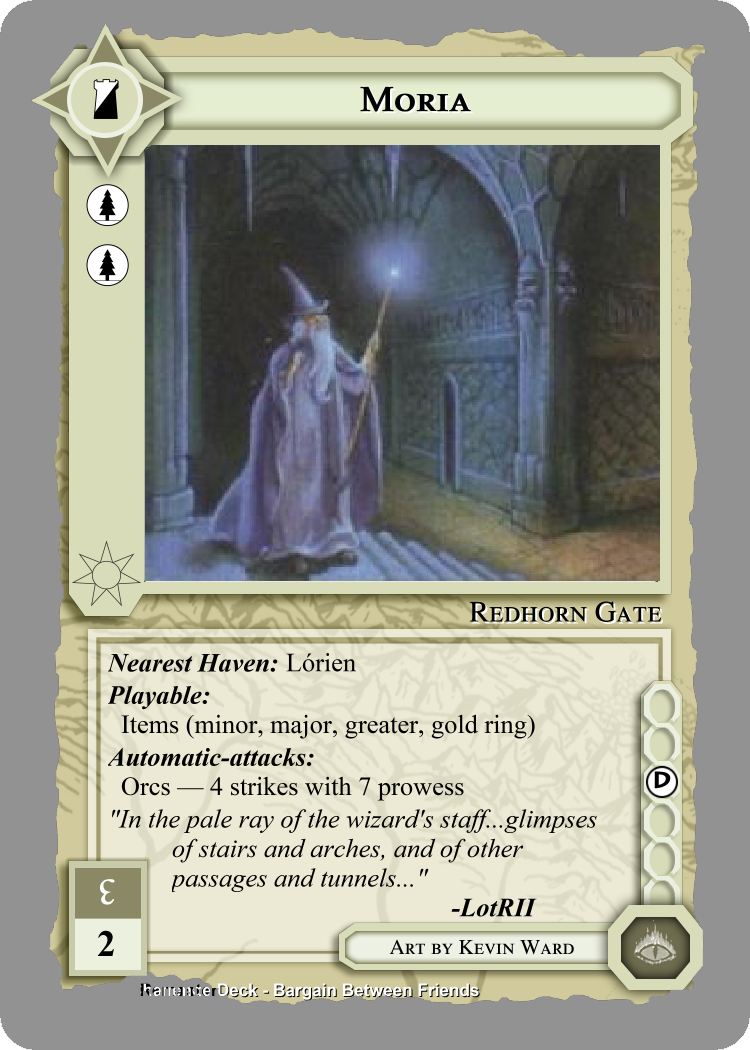 Moria
Redhorn Gate
Nearest Haven: Lórien
Playable:
Items (minor, major, greater, gold ring)
Automatic-attacks:
Orcs — 4 strikes with 7 prowess
"In the pale ray of the wizard's staff...glimpses
of stairs and arches, and of other
passages and tunnels..."
-LotRII
D
ε
2
Art by Kevin Ward
Deck - Bargain Between Friends